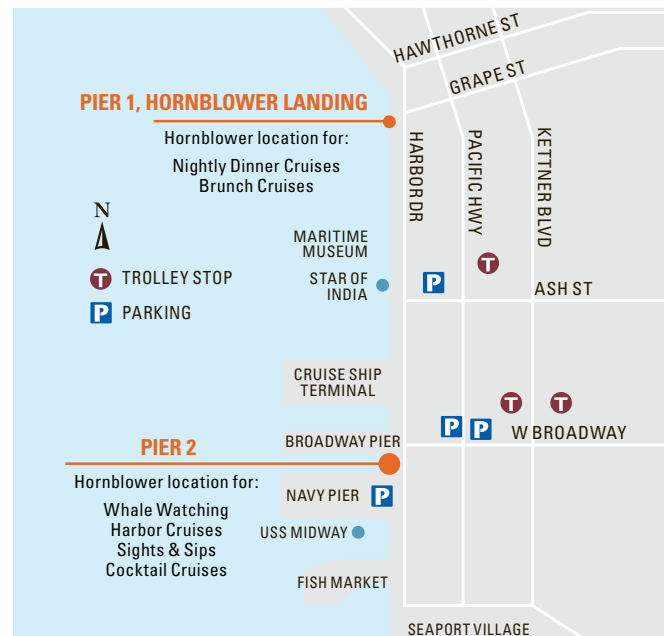 HAWTHORNE ST
GRAPE ST
PIER 1, HORNBLOWER LANDING
Hornblower location for:
Nightly Dinner Cruises
Brunch Cruises
HARBOR DR
PACIFIC HWY
KETTNER BLVD
N
T TROLLEY STOP
P PARKING
MARITIME
MUSEUM
STAR OF
INDIA
P
T
ASH ST
CRUISE SHIP
TERMINAL
T
T
P
P
W BROADWAY
BROADWAY PIER
PIER 2
Hornblower location for:
Whale Watching
Harbor Cruises
Sights & Sips
Cocktail Cruises
NAVY PIER
P
USS MIDWAY
FISH MARKET
SEAPORT VILLAGE